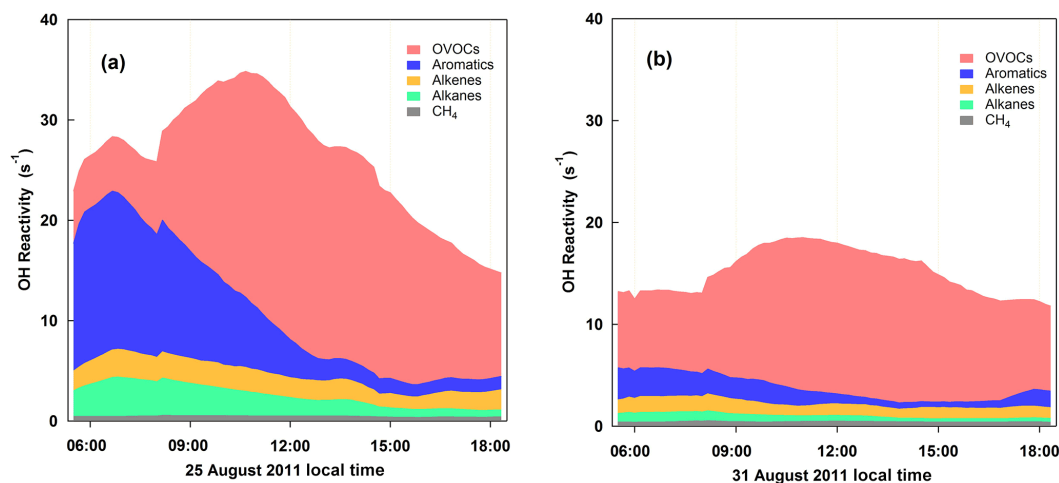 40
(a)
OVOCs
Aromatics
Alkenes
Alkanes
CH₄
30
20
10
0
OH Reactivity (s⁻¹)
06:00 09:00 12:00 15:00 18:00
25 August 2011 local time
40
(b)
OVOCs
Aromatics
Alkenes
Alkanes
CH₄
30
20
10
0
OH Reactivity (s⁻¹)
06:00 09:00 12:00 15:00 18:00
31 August 2011 local time